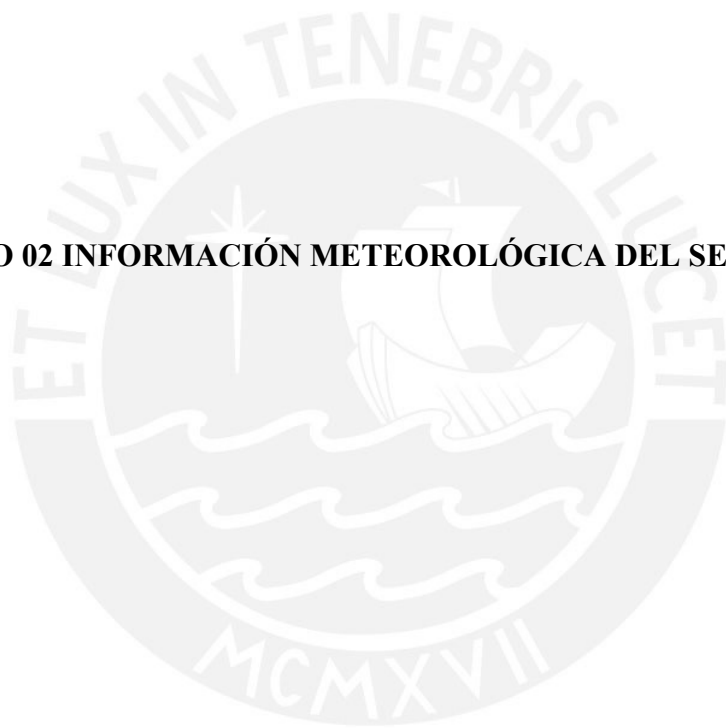 ET LUX IN TENEBRIS LUCET
O 02 INFORMACIÓN METEOROLÓGICA DEL SE
MCMXVII